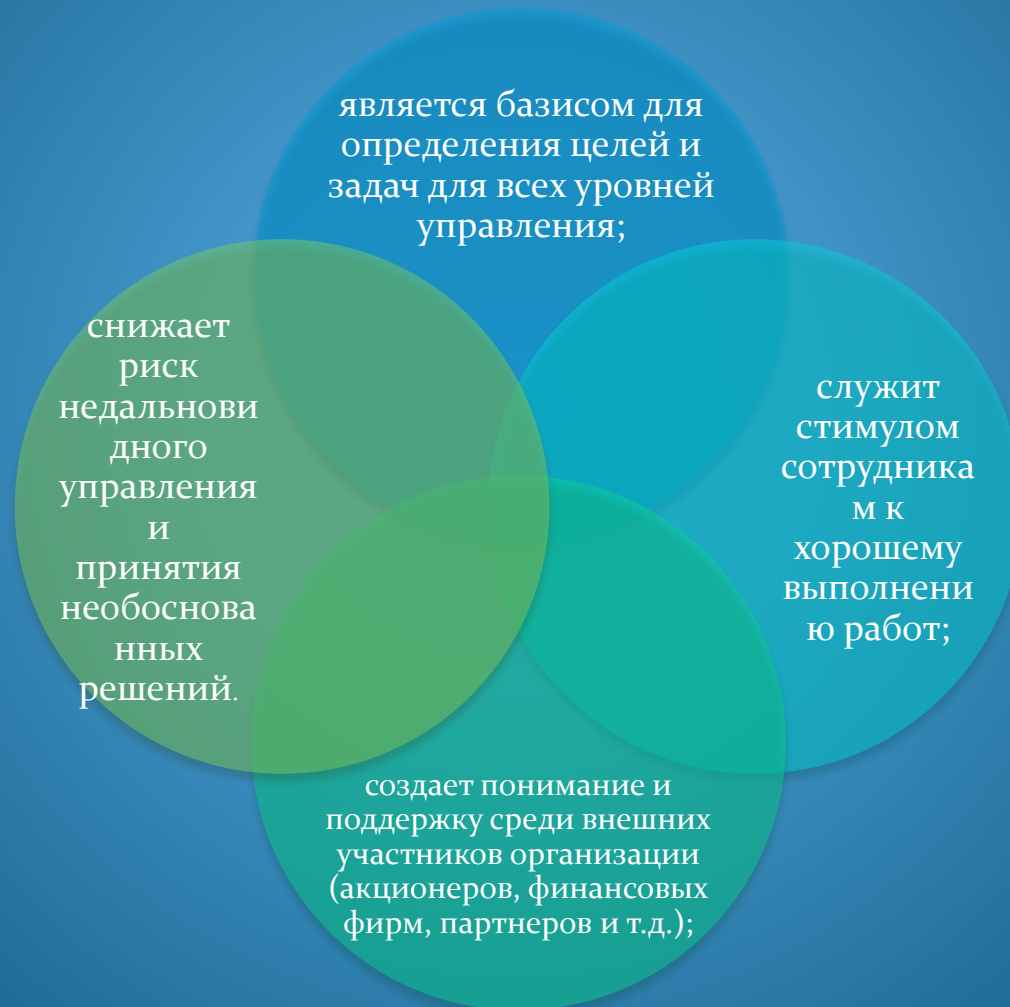 является базисом для
определения целей и
задач для всех уровней
управления;
служит
стимулом
сотрудника
м к
хорошему
выполнени
ю работ;
создает понимание и
поддержку среди внешних
участников организации
(акционеров, финансовых
фирм, партнеров и т.д.);
снижает
риск
недальнови
дного
управления
и
принятия
необоснова
нных
решений.